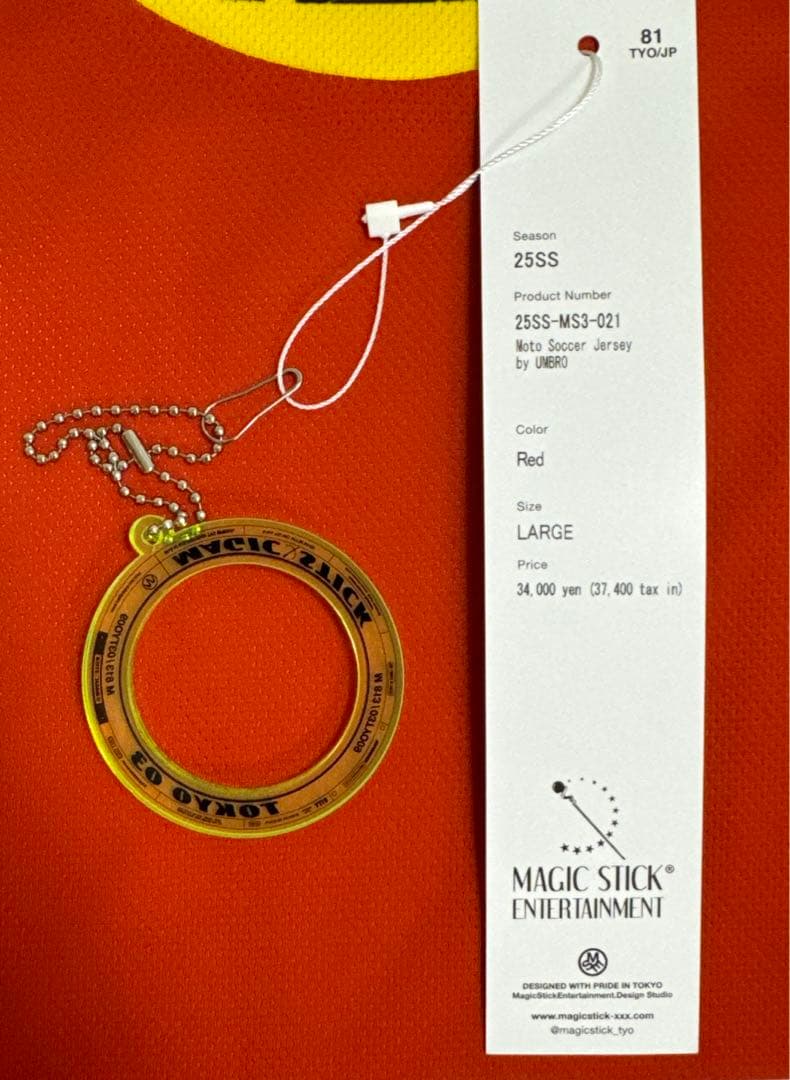 81
TYO/JP
Season
25SS
Product Number
25SS-MS3-021
Moto Soccer Jersey
by UMBRO
Color
Red
Size
LARGE
Price
34,000 yen (37,400 tax in)
MAGIC STICK®
ENTERTAINMENT
DESIGNED WITH PRIDE IN TOKYO
MagicStickEntertainment.Design Studio
www.magicstick-xxx.com
@magicstick_tyo
MAGIC STICK
TOKYO 03